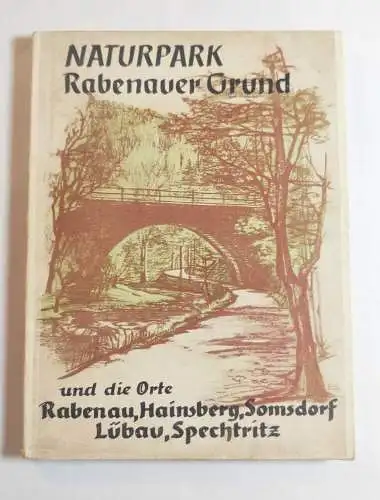 NATURPARK
Rabenauer Grund
und die Orte
Rabenau, Hainsberg, Somsdorf
Lübau, Spechtritz